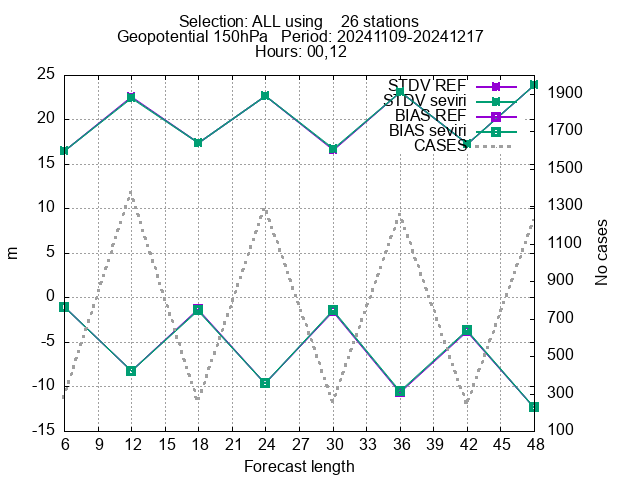 Selection: ALL using    26 stations
Geopotential 150hPa   Period: 20241109-20241217
Hours: 00,12
STDV REF
STDV seviri
BIAS REF
BIAS seviri
CASES
25
20
15
10
5
0
-5
-10
-15
m
1900
1700
1500
1300
1100
900
700
500
300
100
No cases
6 9 12 15 18 21 24 27 30 33 36 39 42 45 48
Forecast length